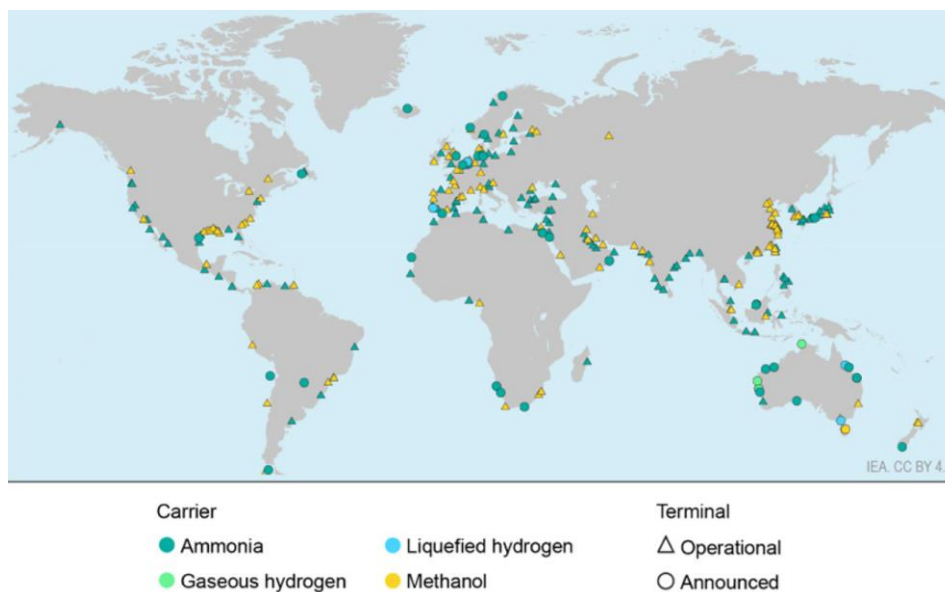 IEA. CC BY 4.
Carrier
Terminal
Ammonia
Liquefied hydrogen
Operational
Gaseous hydrogen
Methanol
Announced